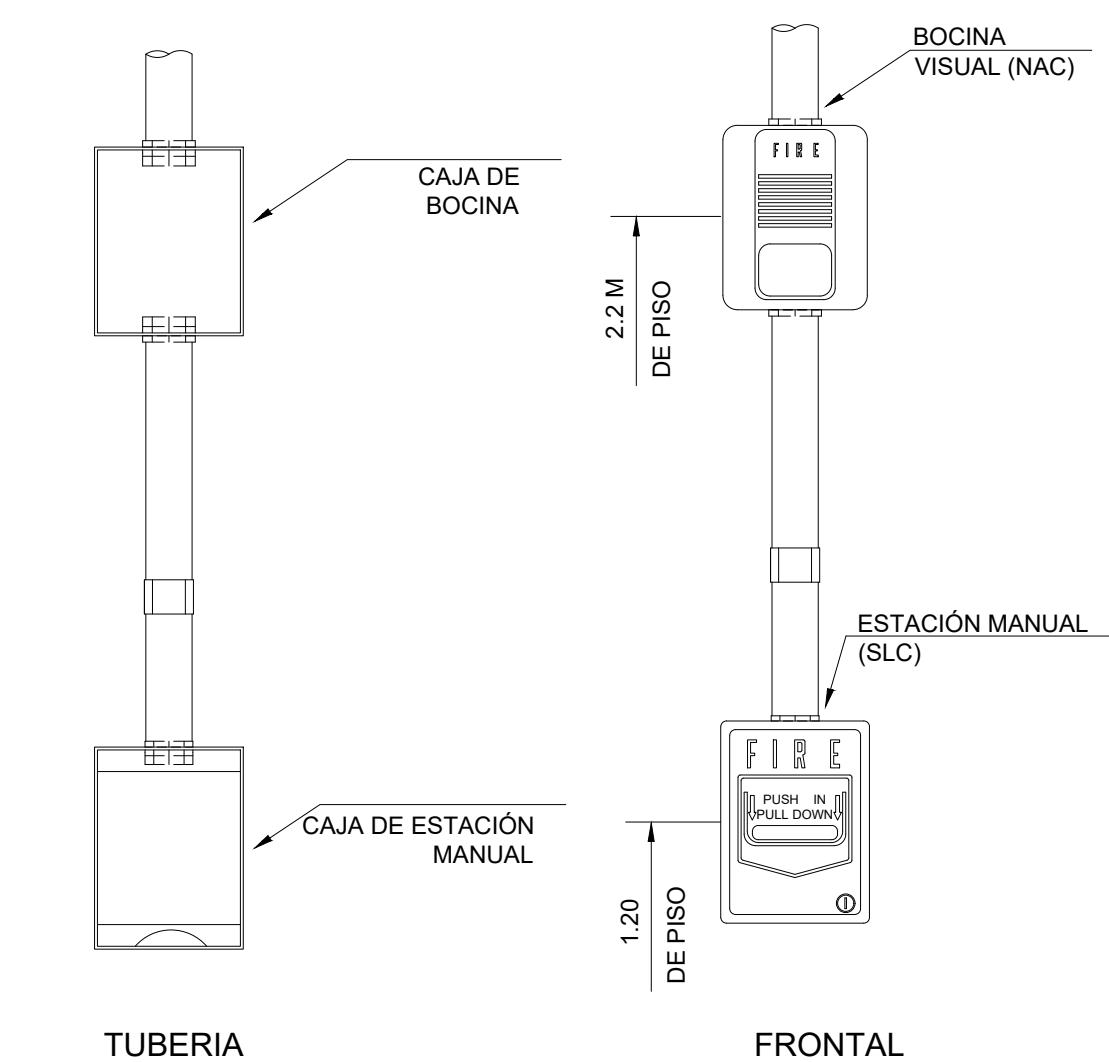 BOCINA
VISUAL (NAC)
FIRE
CAJA DE
BOCINA
2.2 M
DE PISO
ESTACIÓN MANUAL
(SLC)
FIRE
PUSH IN
PULL DOWN
CAJA DE ESTACIÓN
MANUAL
1.20
DE PISO
TUBERIA
FRONTAL